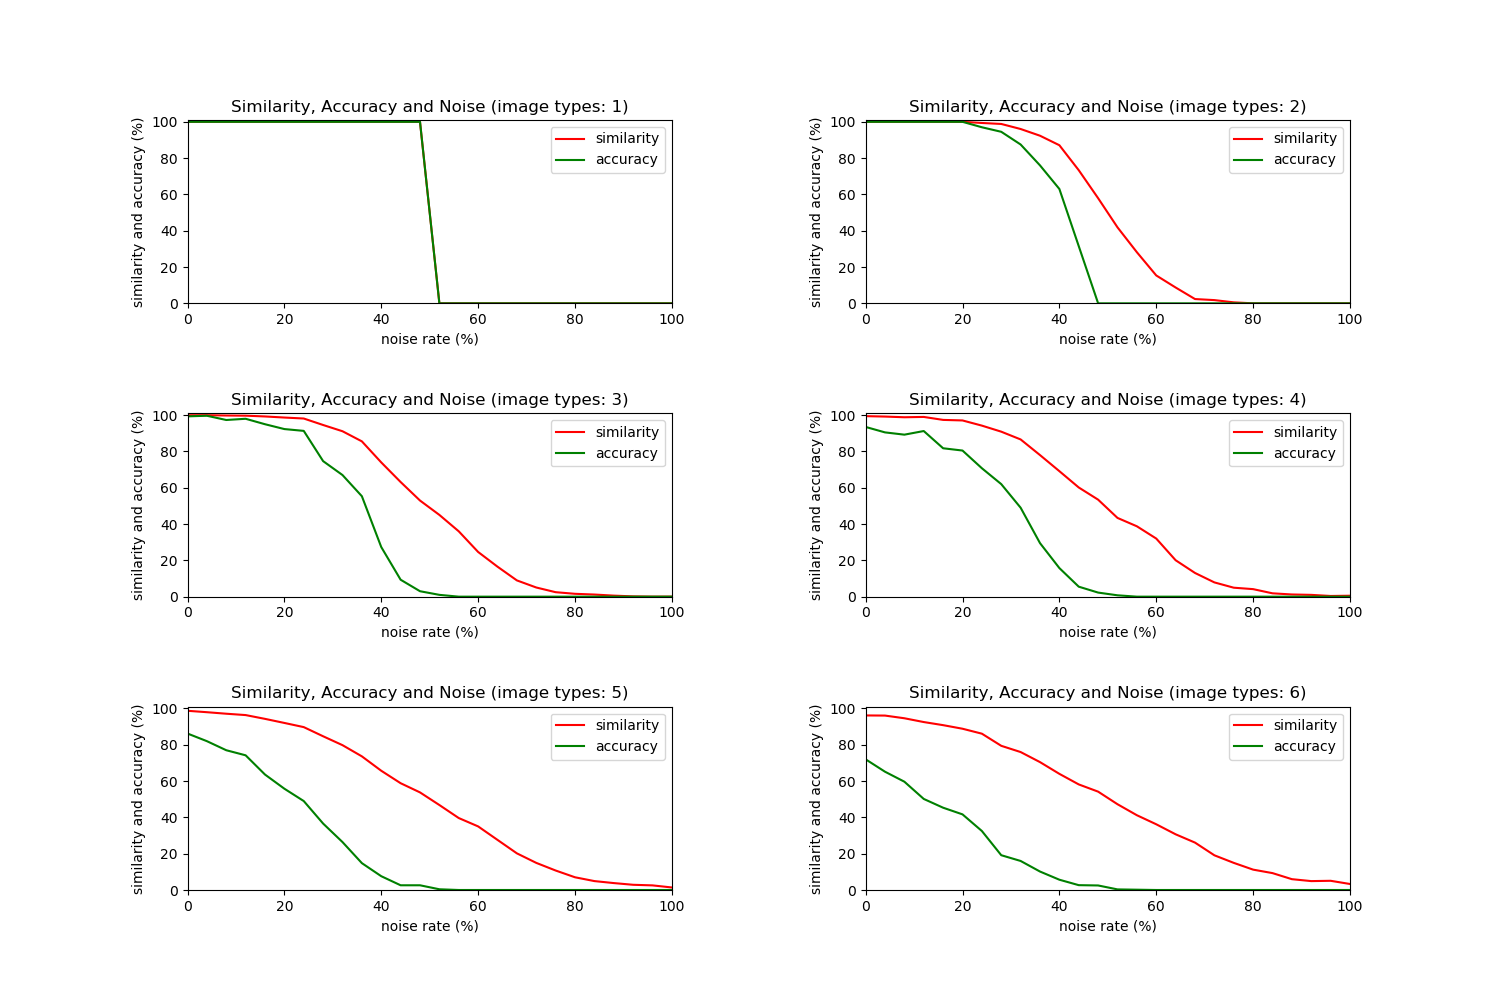 Similarity, Accuracy and Noise (image types: 1)
similarity and accuracy (%)
100
80
60
40
20
0
similarity
accuracy
0 20 40 60 80 100
noise rate (%)
Similarity, Accuracy and Noise (image types: 2)
similarity and accuracy (%)
100
80
60
40
20
0
similarity
accuracy
0 20 40 60 80 100
noise rate (%)
Similarity, Accuracy and Noise (image types: 3)
similarity and accuracy (%)
100
80
60
40
20
0
similarity
accuracy
0 20 40 60 80 100
noise rate (%)
Similarity, Accuracy and Noise (image types: 4)
similarity and accuracy (%)
100
80
60
40
20
0
similarity
accuracy
0 20 40 60 80 100
noise rate (%)
Similarity, Accuracy and Noise (image types: 5)
similarity and accuracy (%)
100
80
60
40
20
0
similarity
accuracy
0 20 40 60 80 100
noise rate (%)
Similarity, Accuracy and Noise (image types: 6)
similarity and accuracy (%)
100
80
60
40
20
0
similarity
accuracy
0 20 40 60 80 100
noise rate (%)